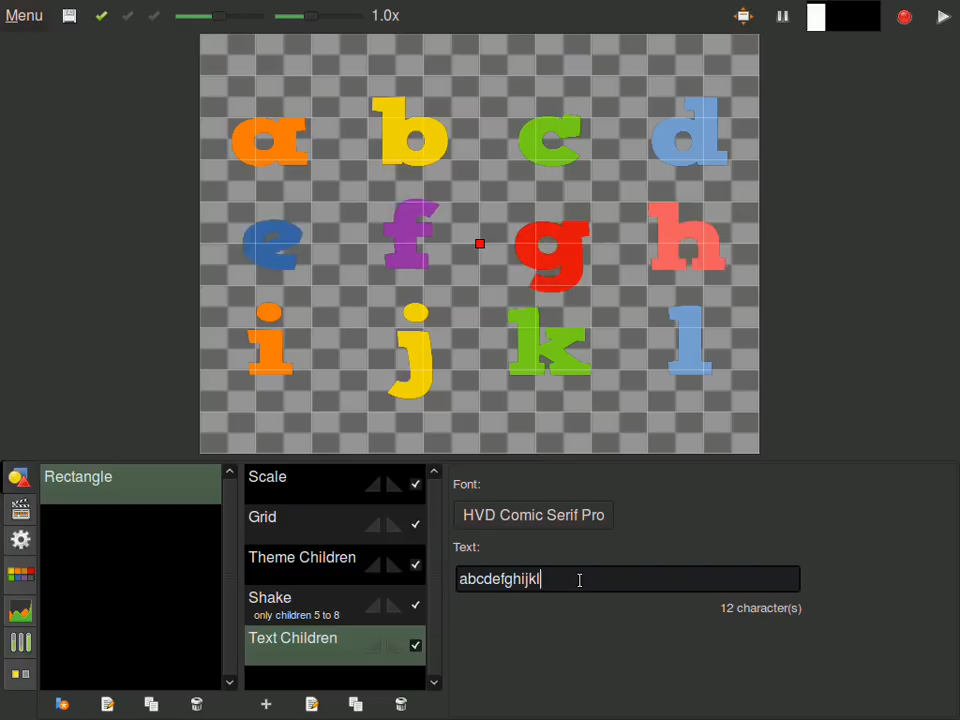 Menu 1.0x
a b c d
e f g h
i j k l
Rectangle
Scale
Grid
Theme Children
Shake
only children 5 to 8
Text Children
Font:
HVD Comic Serif Pro
Text:
abcdefghijkl
12 character(s)